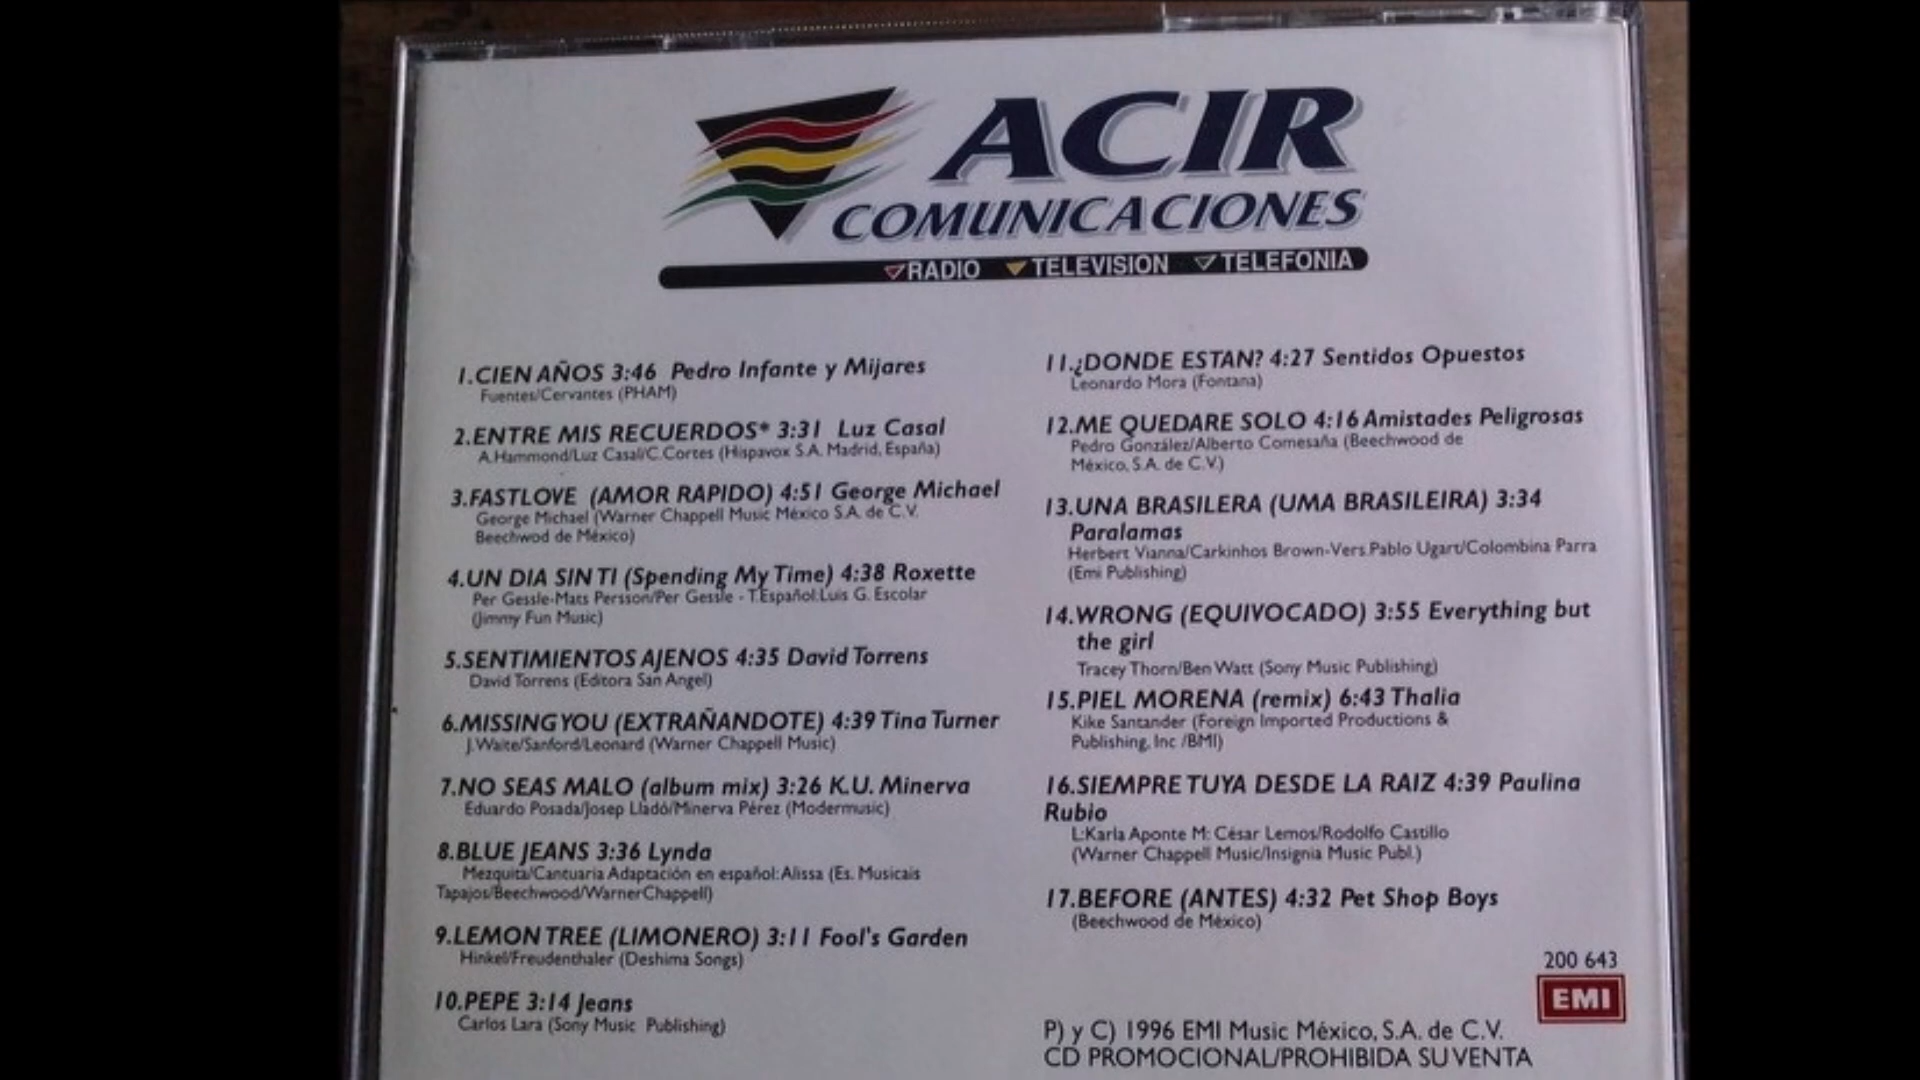 ACIR
COMUNICACIONES
RADIO TELEVISION TELEFONIA
1.CIEN AÑOS 3:46 Pedro Infante y Mijares
Fuentes/Cervantes (PHAM)
2.ENTRE MIS RECUERDOS* 3:31 Luz Casal
A.Hammond/Luz Casal/C.Cortes (Hispavox S.A. Madrid, España)
3.FASTLOVE (AMOR RAPIDO) 4:51 George Michael
George Michael (Warner Chappell Music México S.A. de C.V.
Beechwod de México)
4.UN DIA SIN TI (Spending My Time) 4:38 Roxette
Per Gessle-Mats Persson/Per Gessle - T.Español:Luis G. Escolar
(Jimmy Fun Music)
5.SENTIMIENTOS AJENOS 4:35 David Torrens
David Torrens (Editora San Angel)
6.MISSING YOU (EXTRAÑANDOTE) 4:39 Tina Turner
J.Waite/Sanford/Leonard (Warner Chappell Music)
7.NO SEAS MALO (album mix) 3:26 K.U. Minerva
Eduardo Posada/Josep Lladó/Minerva Pérez (Modermusic)
8.BLUE JEANS 3:36 Lynda
Mezquita/Cantuaria Adaptación en español:Alissa (Es. Musicais
Tapajos/Beechwood/WarnerChappell)
9.LEMON TREE (LIMONERO) 3:11 Fool's Garden
Hinkel/Freudenthaler (Deshima Songs)
10.PEPE 3:14 Jeans
Carlos Lara (Sony Music Publishing)
11.¿DONDE ESTAN? 4:27 Sentidos Opuestos
Leonardo Mora (Fontana)
12.ME QUEDARE SOLO 4:16 Amistades Peligrosas
Pedro González/Alberto Comesaña (Beechwood de
México, S.A. de C.V.)
13.UNA BRASILERA (UMA BRASILEIRA) 3:34
Paralamas
Herbert Vianna/Carkinhos Brown-Vers.Pablo Ugart/Colombina Parra
(Emi Publishing)
14.WRONG (EQUIVOCADO) 3:55 Everything but
the girl
Tracey Thorn/Ben Watt (Sony Music Publishing)
15.PIEL MORENA (remix) 6:43 Thalia
Kike Santander (Foreign Imported Productions &
Publishing, Inc /BMI)
16.SIEMPRE TUYA DESDE LA RAIZ 4:39 Paulina
Rubio
L:Karla Aponte M: César Lemos/Rodolfo Castillo
(Warner Chappell Music/Insignia Music Publ.)
17.BEFORE (ANTES) 4:32 Pet Shop Boys
(Beechwood de México)
200 643
EMI
P) y C) 1996 EMI Music México, S.A. de C.V.
CD PROMOCIONAL/PROHIBIDA SU VENTA